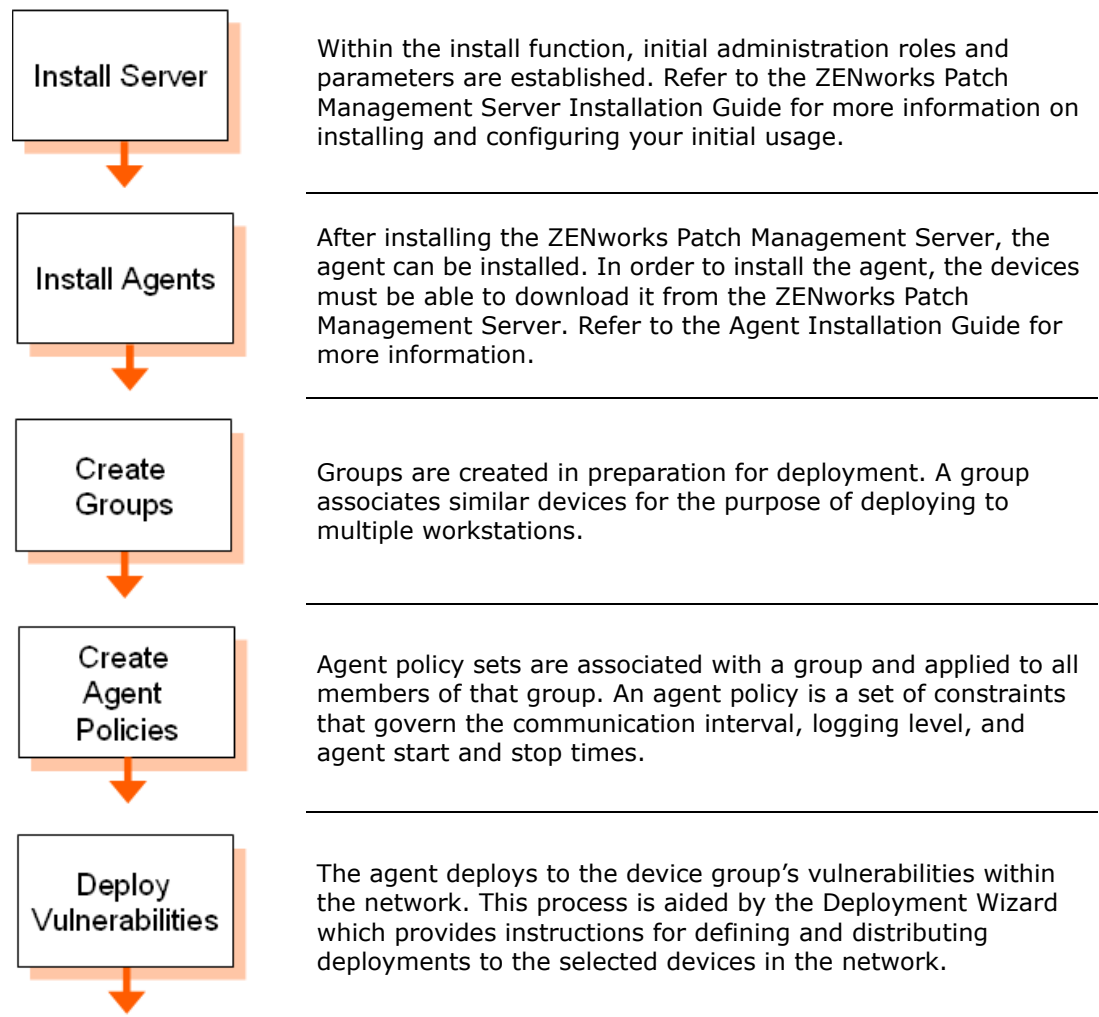 Install Server
Within the install function, initial administration roles and
parameters are established. Refer to the ZENworks Patch
Management Server Installation Guide for more information on
installing and configuring your initial usage.
Install Agents
After installing the ZENworks Patch Management Server, the
agent can be installed. In order to install the agent, the devices
must be able to download it from the ZENworks Patch
Management Server. Refer to the Agent Installation Guide for
more information.
Create
Groups
Groups are created in preparation for deployment. A group
associates similar devices for the purpose of deploying to
multiple workstations.
Create
Agent
Policies
Agent policy sets are associated with a group and applied to all
members of that group. An agent policy is a set of constraints
that govern the communication interval, logging level, and
agent start and stop times.
Deploy
Vulnerabilities
The agent deploys to the device group’s vulnerabilities within
the network. This process is aided by the Deployment Wizard
which provides instructions for defining and distributing
deployments to the selected devices in the network.